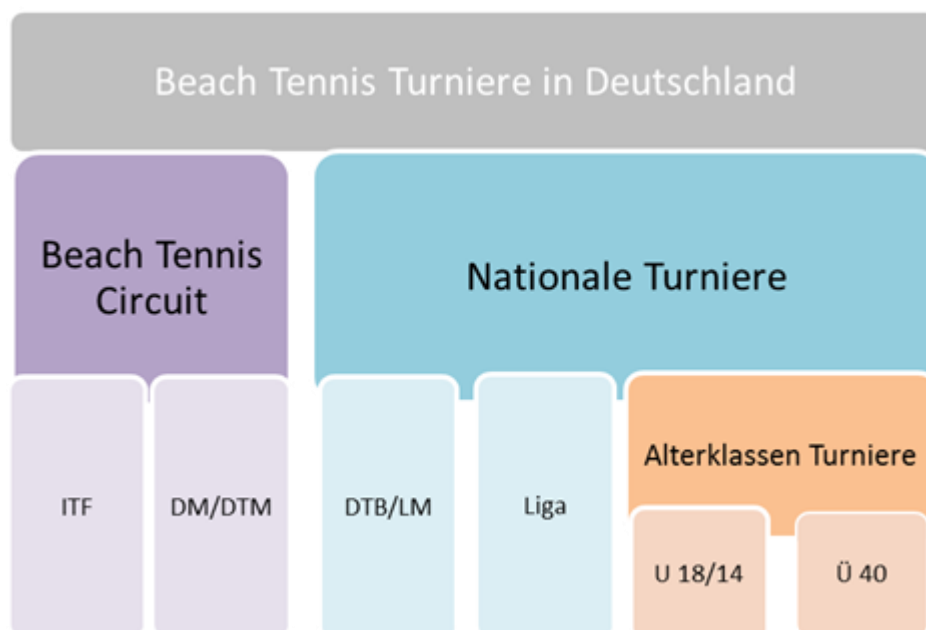 Beach Tennis Turniere in Deutschland
Beach Tennis
Circuit
Nationale Turniere
ITF
DM/DTM
DTB/LM
Liga
Alterklassen Turniere
U 18/14
Ü 40